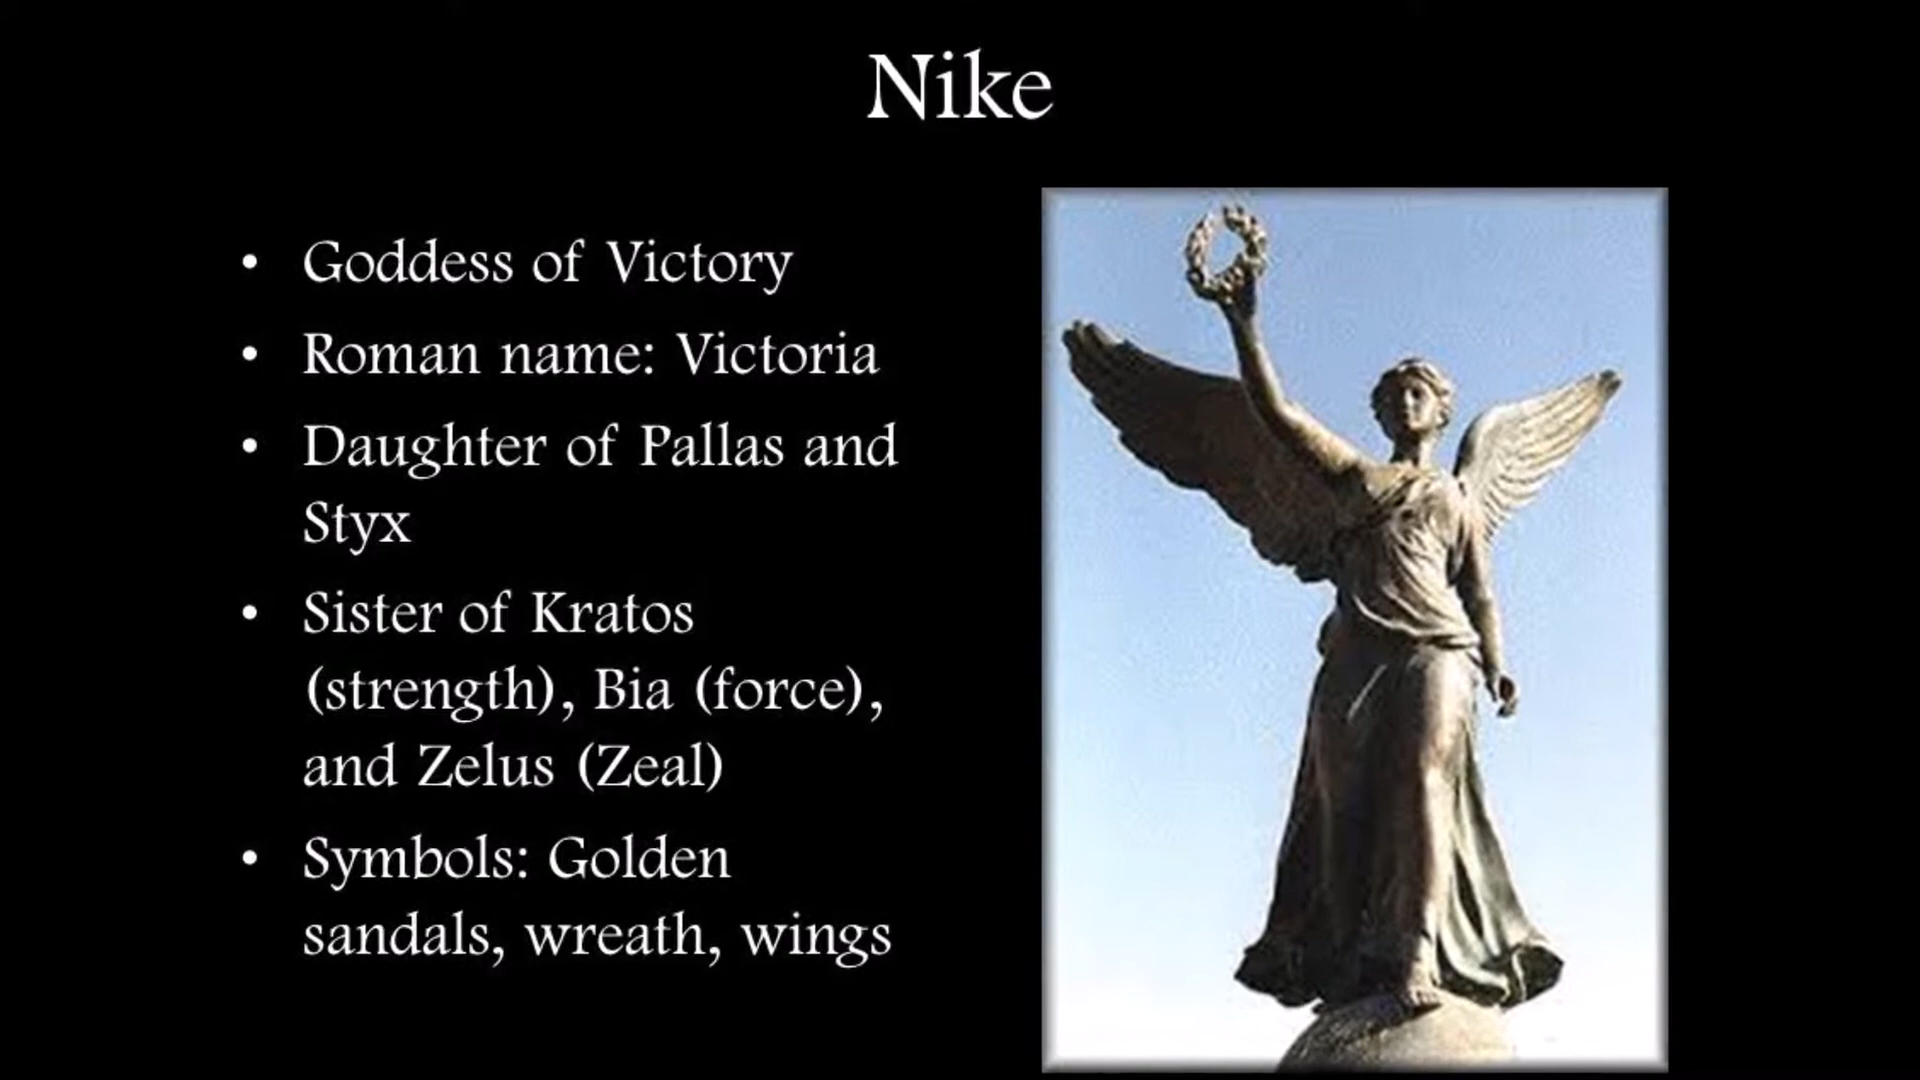 Nike
• Goddess of Victory
• Roman name: Victoria
• Daughter of Pallas and
Styx
• Sister of Kratos
(strength), Bia (force),
and Zelus (Zeal)
• Symbols: Golden
sandals, wreath, wings